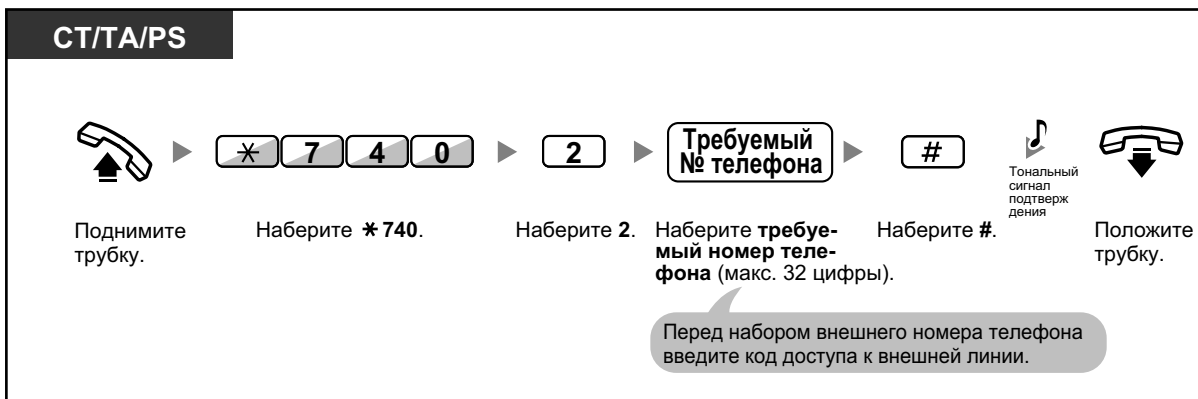 CT/TA/PS
* 7 4 0
2
Требуемый
№ телефона
#
Тональный
сигнал
подтверж
дения
Поднимите
трубку.
Наберите * 740.
Наберите 2.
Наберите требуе-
мый номер теле-
фона (макс. 32 цифры).
Наберите #.
Положите
трубку.
Перед набором внешнего номера телефона
введите код доступа к внешней линии.